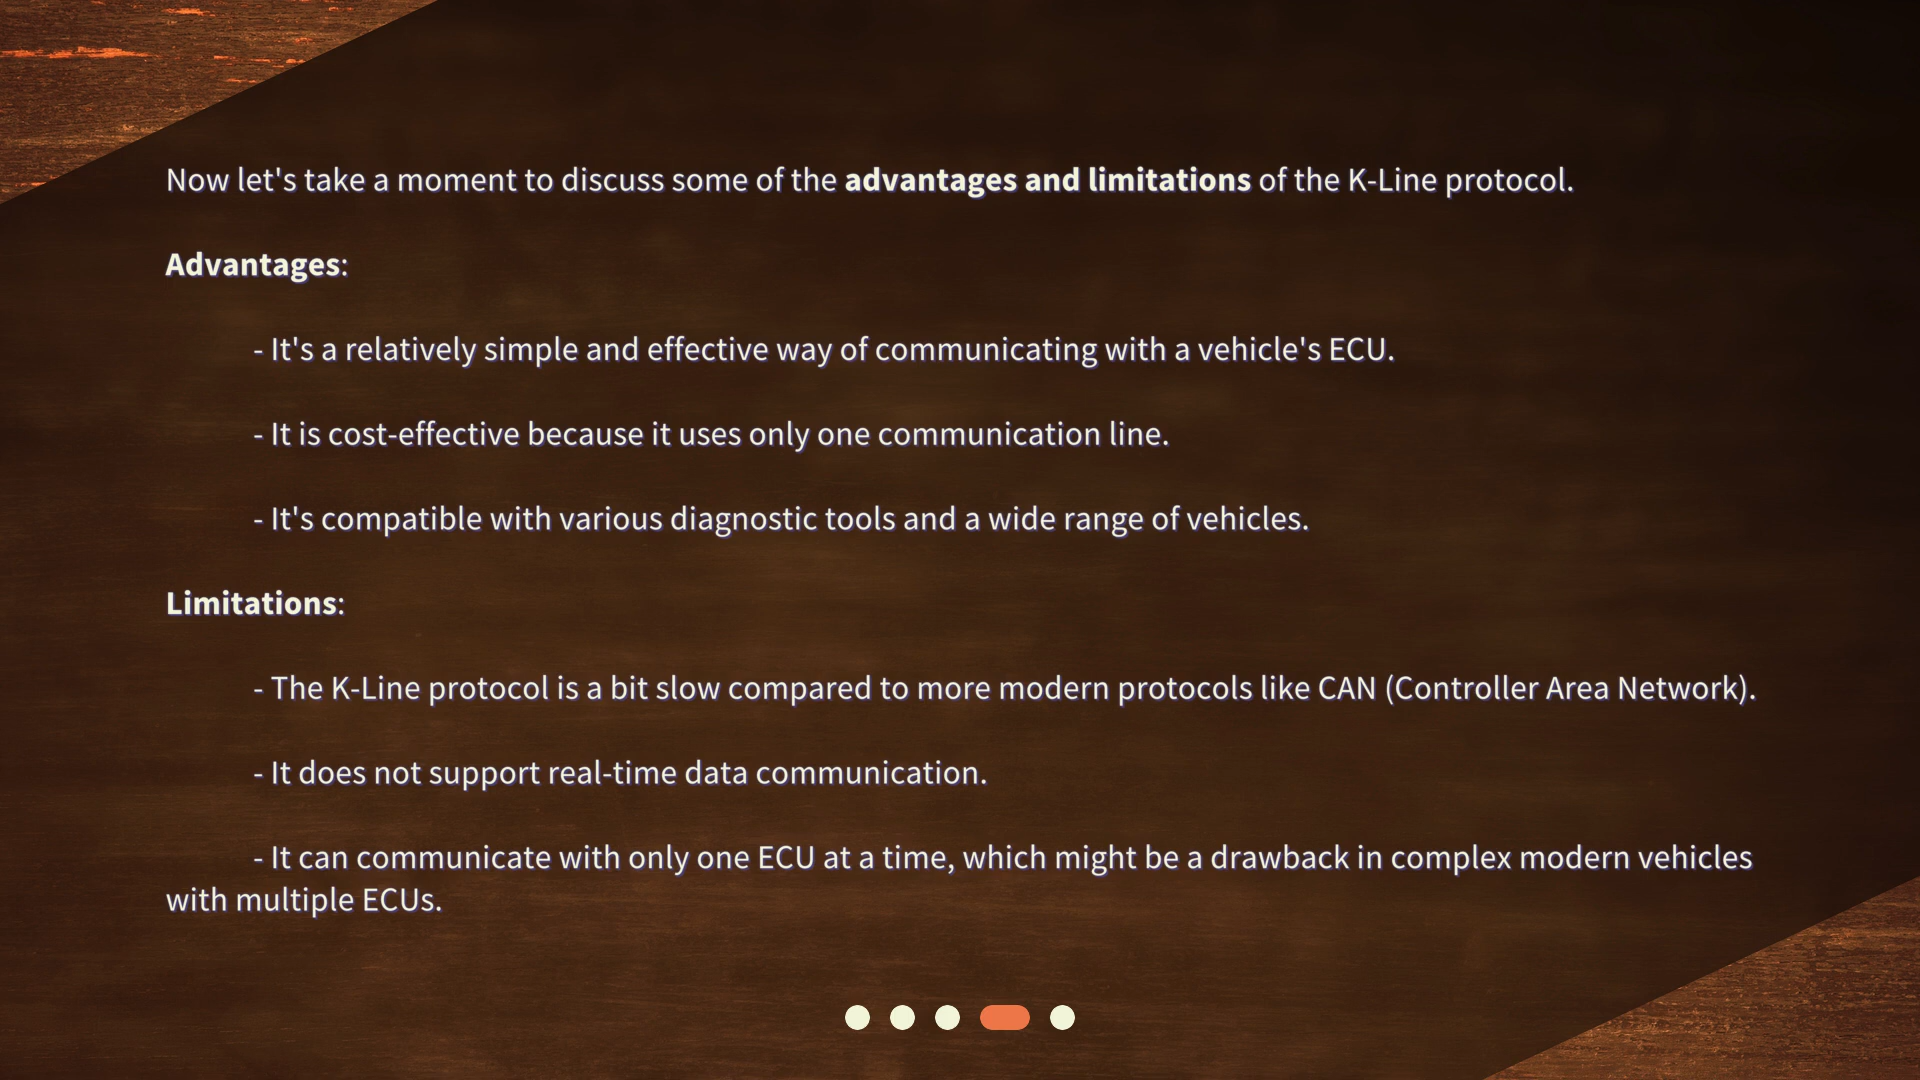 Now let's take a moment to discuss some of the advantages and limitations of the K-Line protocol.
Advantages:
- It's a relatively simple and effective way of communicating with a vehicle's ECU.
- It is cost-effective because it uses only one communication line.
- It's compatible with various diagnostic tools and a wide range of vehicles.
Limitations:
- The K-Line protocol is a bit slow compared to more modern protocols like CAN (Controller Area Network).
- It does not support real-time data communication.
- It can communicate with only one ECU at a time, which might be a drawback in complex modern vehicles
with multiple ECUs.